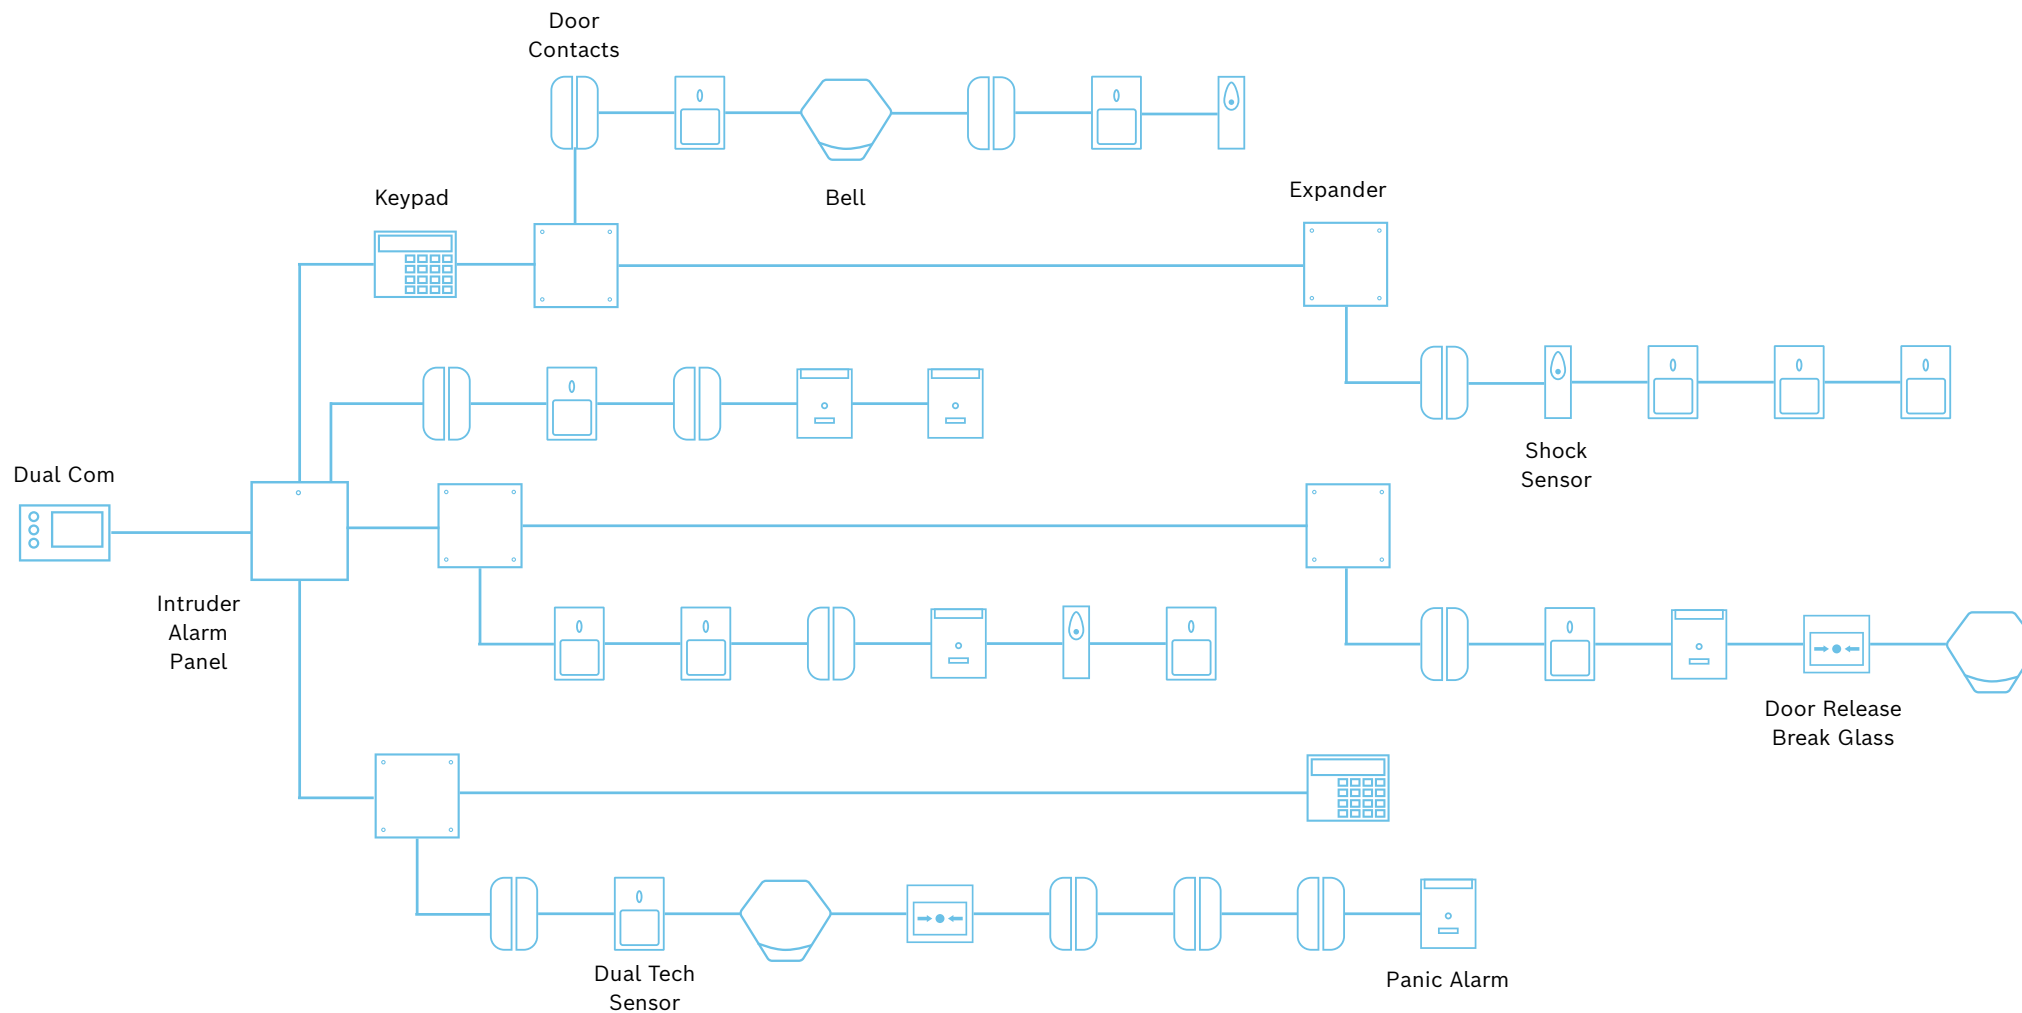 Door
Contacts
Keypad
Bell
Expander
Shock
Sensor
Dual Com
Intruder
Alarm
Panel
Door Release
Break Glass
Dual Tech
Sensor
Panic Alarm